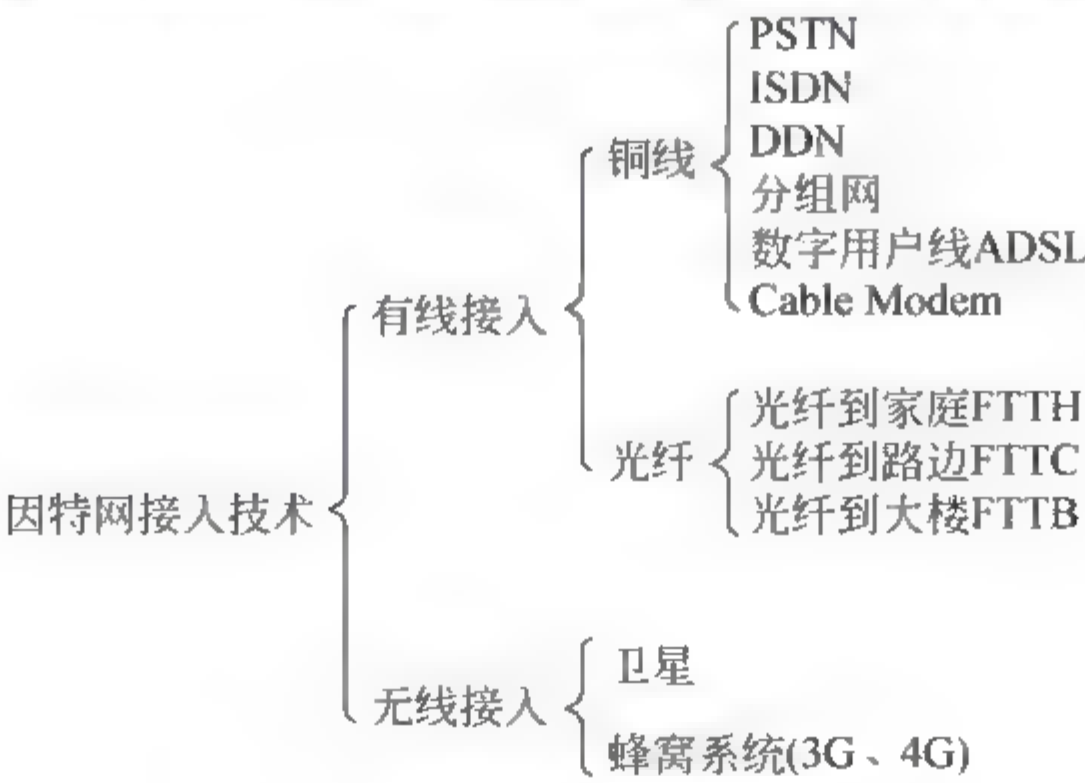 PSTN
ISDN
DDN
铜线
分组网
数字用户线ADSL
有线接入
Cable Modem
光纤到家庭FTTH
光纤
光纤到路边FTTC
因特网接入技术
光纤到大楼FTTB
卫星
无线接入
蜂窝系统(3G、4G)